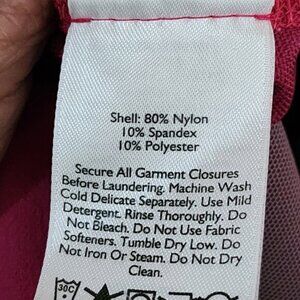 Shell: 80% Nylon
10% Spandex
10% Polyester
Secure All Garment Closures
Before Laundering. Machine Wash
Cold Delicate Separately. Use Mild
Detergent. Rinse Thoroughly. Do
Not Bleach. Do Not Use Fabric
Softeners. Tumble Dry Low. Do
Not Iron Or Steam. Do Not Dry
Clean.
30C